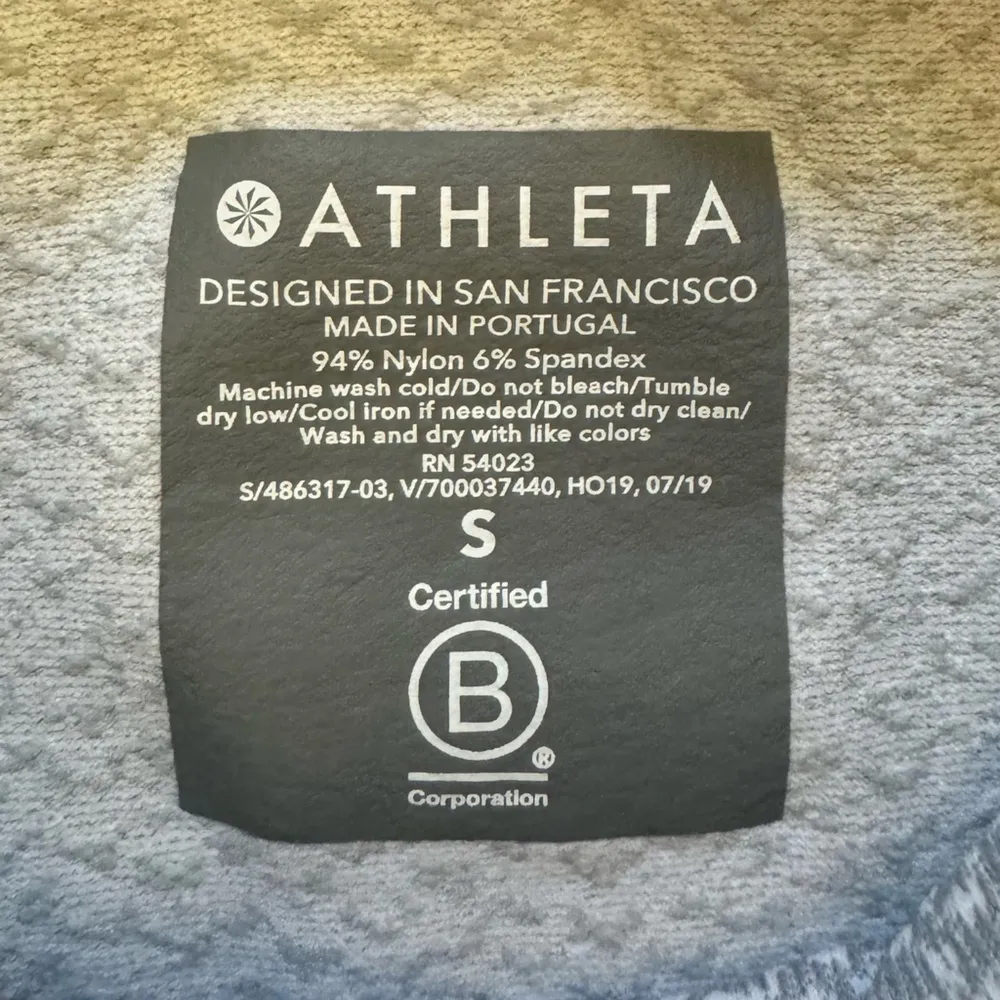 ATHLETA
DESIGNED IN SAN FRANCISCO
MADE IN PORTUGAL
94% Nylon 6% Spandex
Machine wash cold/Do not bleach/Tumble
dry low/Cool iron if needed/Do not dry clean/
Wash and dry with like colors
RN 54023
S/486317-03, V/700037440, HO19, 07/19
S
Certified
B
®
Corporation